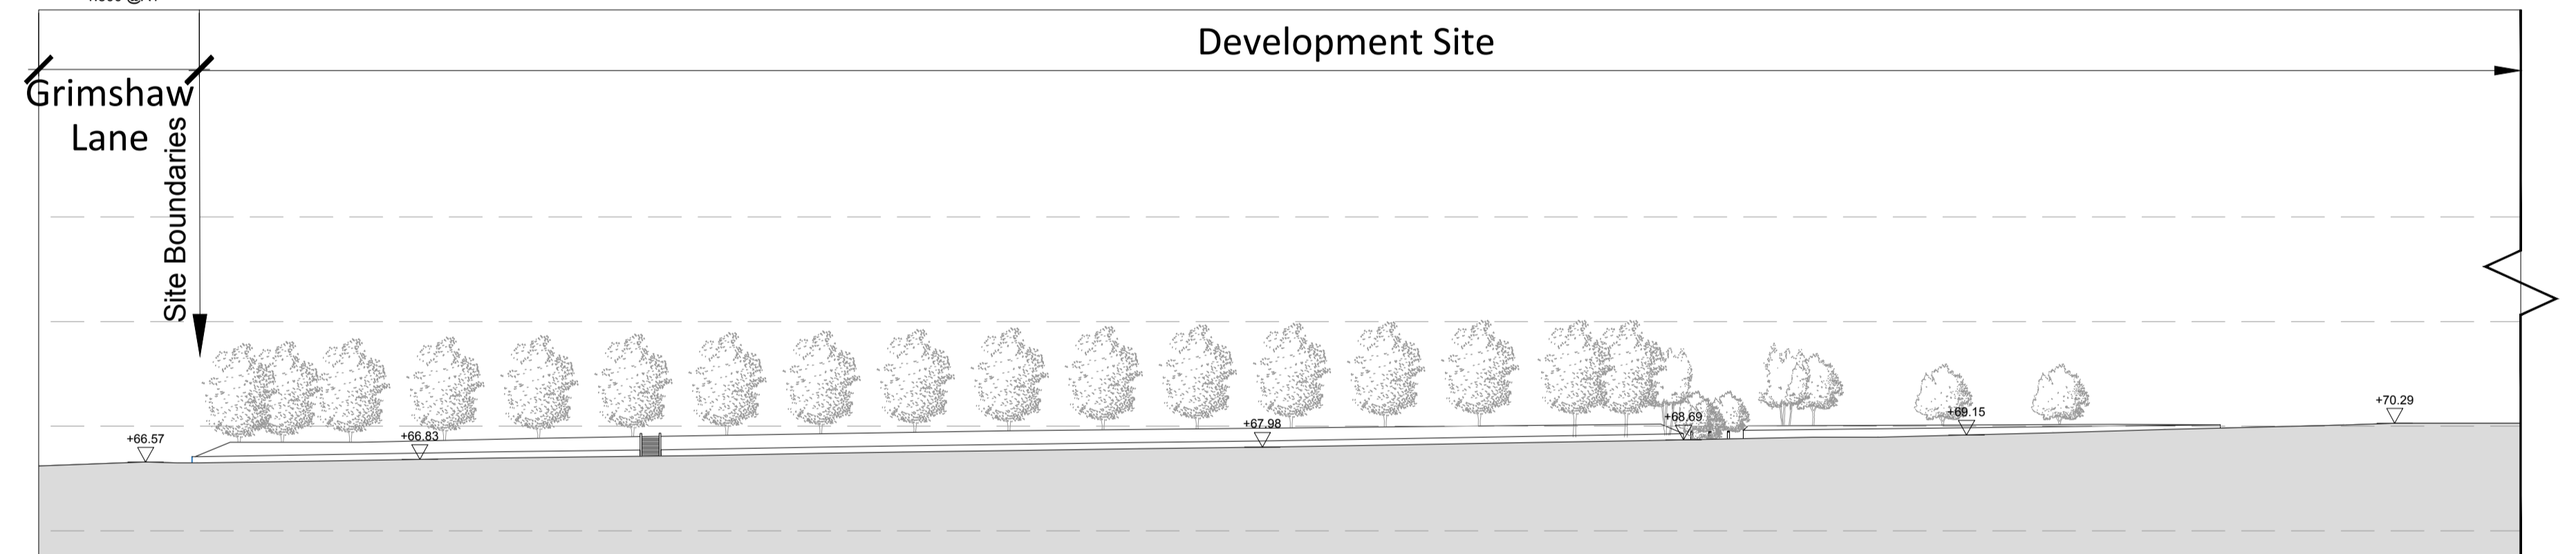 Development Site
Grimshaw
Lane
Site Boundaries
+66.57
+66.83
+67.98
+68.69
+69.15
+70.29